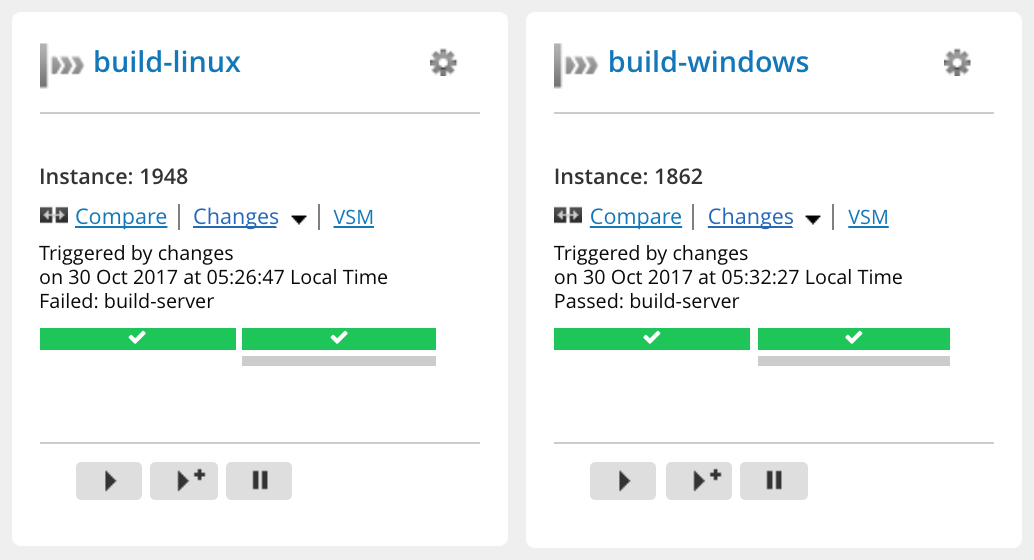 build-linux
Instance: 1948
Compare Changes VSM
Triggered by changes
on 30 Oct 2017 at 05:26:47 Local Time
Failed: build-server
build-windows
Instance: 1862
Compare Changes VSM
Triggered by changes
on 30 Oct 2017 at 05:32:27 Local Time
Passed: build-server